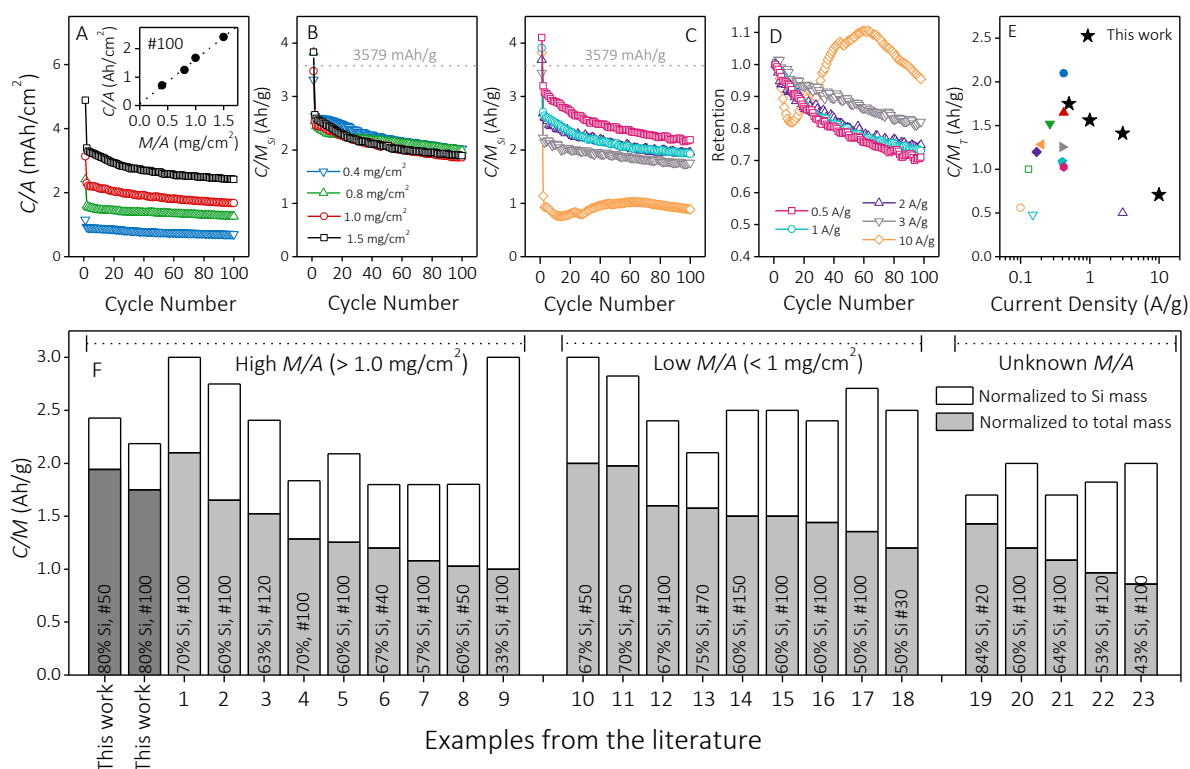 A
#100
C/A (Ah/cm²)
2
1
0
0.0 0.5 1.0 1.5
M/A (mg/cm²)
C/A (mAh/cm²)
6
4
2
0
0 20 40 60 80 100
Cycle Number
B
3579 mAh/g
C/M_Si (Ah/g)
4
3
2
1
0
0.4 mg/cm²
0.8 mg/cm²
1.0 mg/cm²
1.5 mg/cm²
0 20 40 60 80 100
Cycle Number
C
3579 mAh/g
C/M_Si (Ah/g)
4
3
2
1
0
0 20 40 60 80 100
Cycle Number
D
Retention
1.1
1.0
0.9
0.8
0.7
0.6
0.5
0.4
0.5 A/g
1 A/g
2 A/g
3 A/g
10 A/g
0 20 40 60 80 100
Cycle Number
E
This work
C/M_T (Ah/g)
2.5
2.0
1.5
1.0
0.5
0.0
0.1 1 10
Current Density (A/g)
F
High M/A (> 1.0 mg/cm²)
Low M/A (< 1 mg/cm²)
Unknown M/A
Normalized to Si mass
Normalized to total mass
C/M (Ah/g)
3.0
2.5
2.0
1.5
1.0
0.5
0.0
80% Si, #50
80% Si, #100
70% Si, #100
60% Si, #100
63% Si, #120
70%, #100
60% Si, #100
67% Si, #40
57% Si, #100
60% Si, #50
33% Si, #100
67% Si, #50
70% Si, #50
67% Si, #100
75% Si, #70
60% Si, #150
60% Si, #100
60% Si, #100
50% Si, #100
50% Si #30
84% Si, #20
60% Si, #100
64% Si, #100
53% Si, #120
43% Si, #100
This work
This work
1 2 3 4 5 6 7 8 9 10 11 12 13 14 15 16 17 18 19 20 21 22 23
Examples from the literature